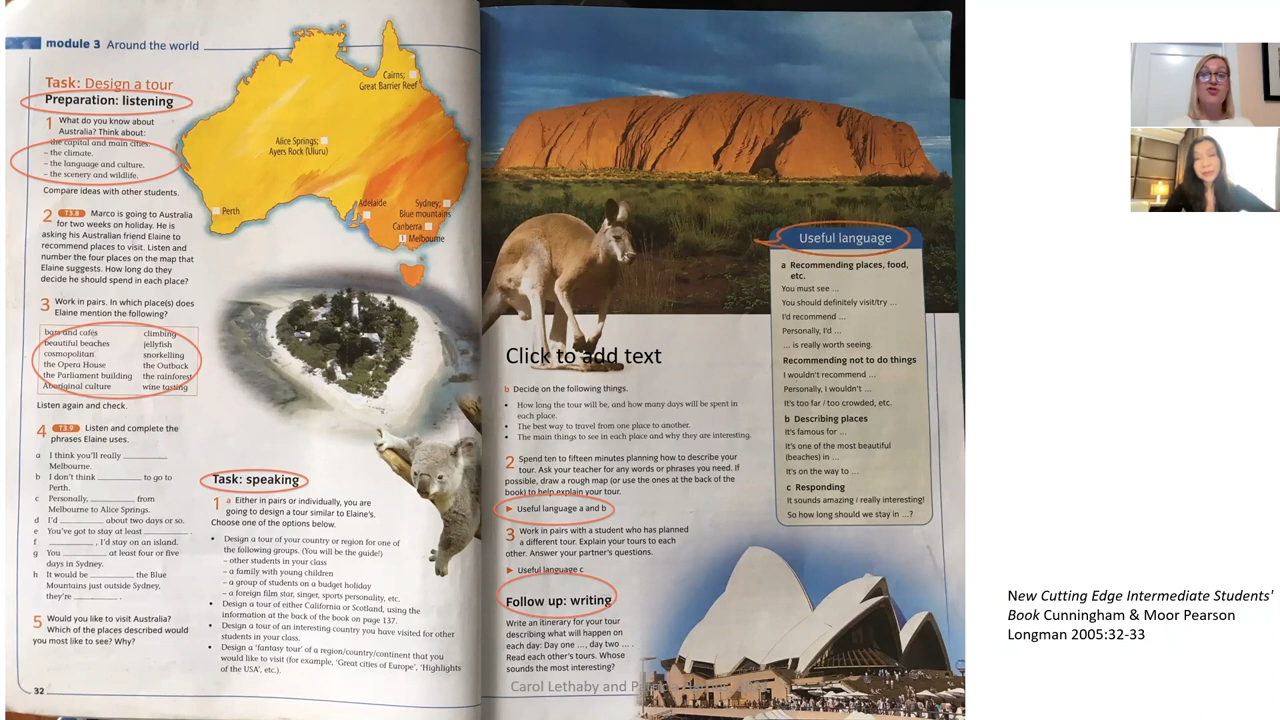 module 3 Around the world
Task: Design a tour
Preparation: listening
1 What do you know about
Australia? Think about:
– the capital and main cities.
– the climate.
– the language and culture.
– the scenery and wildlife.
Compare ideas with other students.
2 T3.8 Marco is going to Australia
for two weeks on holiday. He is
asking his Australian friend Elaine to
recommend places to visit. Listen and
number the four places on the map that
Elaine suggests. How long do they
decide he should spend in each place?
3 Work in pairs. In which place(s) does
Elaine mention the following?
bars and cafés climbing
beautiful beaches jellyfish
cosmopolitan snorkelling
the Opera House the Outback
the Parliament building the rainforest
Aboriginal culture wine tasting
Listen again and check.
4 T3.9 Listen and complete the
phrases Elaine uses.
a I think you'll really ________
Melbourne.
b I don't think ________ to go to
Perth.
c Personally, ________ from
Melbourne to Alice Springs.
d I'd ________ about two days or so.
e You've got to stay at least ________ .
f ________ , I'd stay on an island.
g You ________ at least four or five
days in Sydney.
h It would be ________ the Blue
Mountains just outside Sydney,
they're ________ .
5 Would you like to visit Australia?
Which of the places described would
you most like to see? Why?
32
Cairns;
Great Barrier Reef
Alice Springs;
Ayers Rock (Uluru)
Perth
Adelaide
Sydney;
Blue mountains
Canberra
1 Melbourne
Task: speaking
1 a Either in pairs or individually, you are
going to design a tour similar to Elaine's.
Choose one of the options below.
• Design a tour of your country or region for one of
the following groups. (You will be the guide!)
– other students in your class
– a family with young children
– a group of students on a budget holiday
– a foreign film star, singer, sports personality, etc.
• Design a tour of either California or Scotland, using the
information at the back of the book on page 137.
• Design a tour of an interesting country you have visited for other
students in your class.
• Design a 'fantasy tour' of a region/country/continent that you
would like to visit (for example, 'Great cities of Europe', 'Highlights
of the USA', etc.).
Click to add text
b Decide on the following things.
• How long the tour will be, and how many days will be spent in
each place.
• The best way to travel from one place to another.
• The main things to see in each place and why they are interesting.
2 Spend ten to fifteen minutes planning how to describe your
tour. Ask your teacher for any words or phrases you need. If
possible, draw a rough map (or use the ones at the back of the
book) to help explain your tour.
▶ Useful language a and b
3 Work in pairs with a student who has planned
a different tour. Explain your tours to each
other. Answer your partner's questions.
▶ Useful language c
Follow up: writing
Write an itinerary for your tour
describing what will happen on
each day: Day one ..., day two ... .
Read each other's tours. Whose
sounds the most interesting?
Useful language
a Recommending places, food,
etc.
You must see ...
You should definitely visit/try ...
I'd recommend ...
Personally, I'd ...
... is really worth seeing.
Recommending not to do things
I wouldn't recommend ...
Personally, I wouldn't ...
It's too far / too crowded, etc.
b Describing places
It's famous for ...
It's one of the most beautiful
(beaches) in ...
It's on the way to ...
c Responding
It sounds amazing / really interesting!
So how long should we stay in ...?
Carol Lethaby and
New Cutting Edge Intermediate Students'
Book Cunningham & Moor Pearson
Longman 2005:32-33